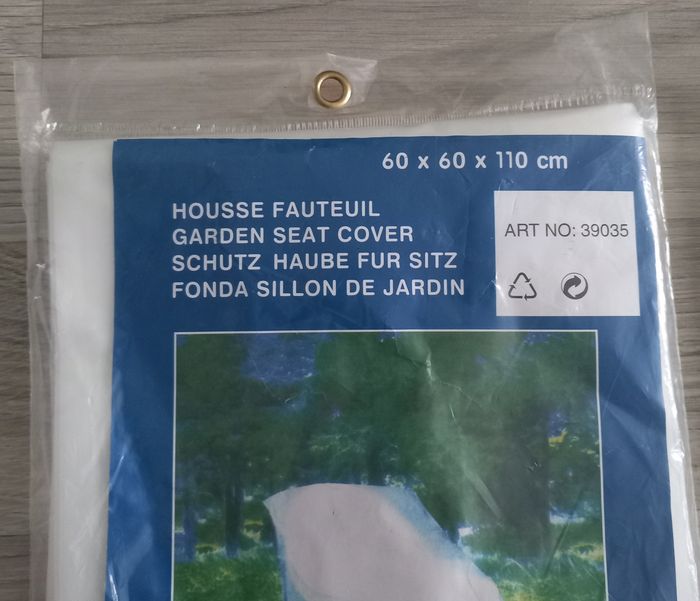 60 x 60 x 110 cm
HOUSSE FAUTEUIL
GARDEN SEAT COVER
SCHUTZ HAUBE FUR SITZ
FONDA SILLON DE JARDIN
ART NO: 39035